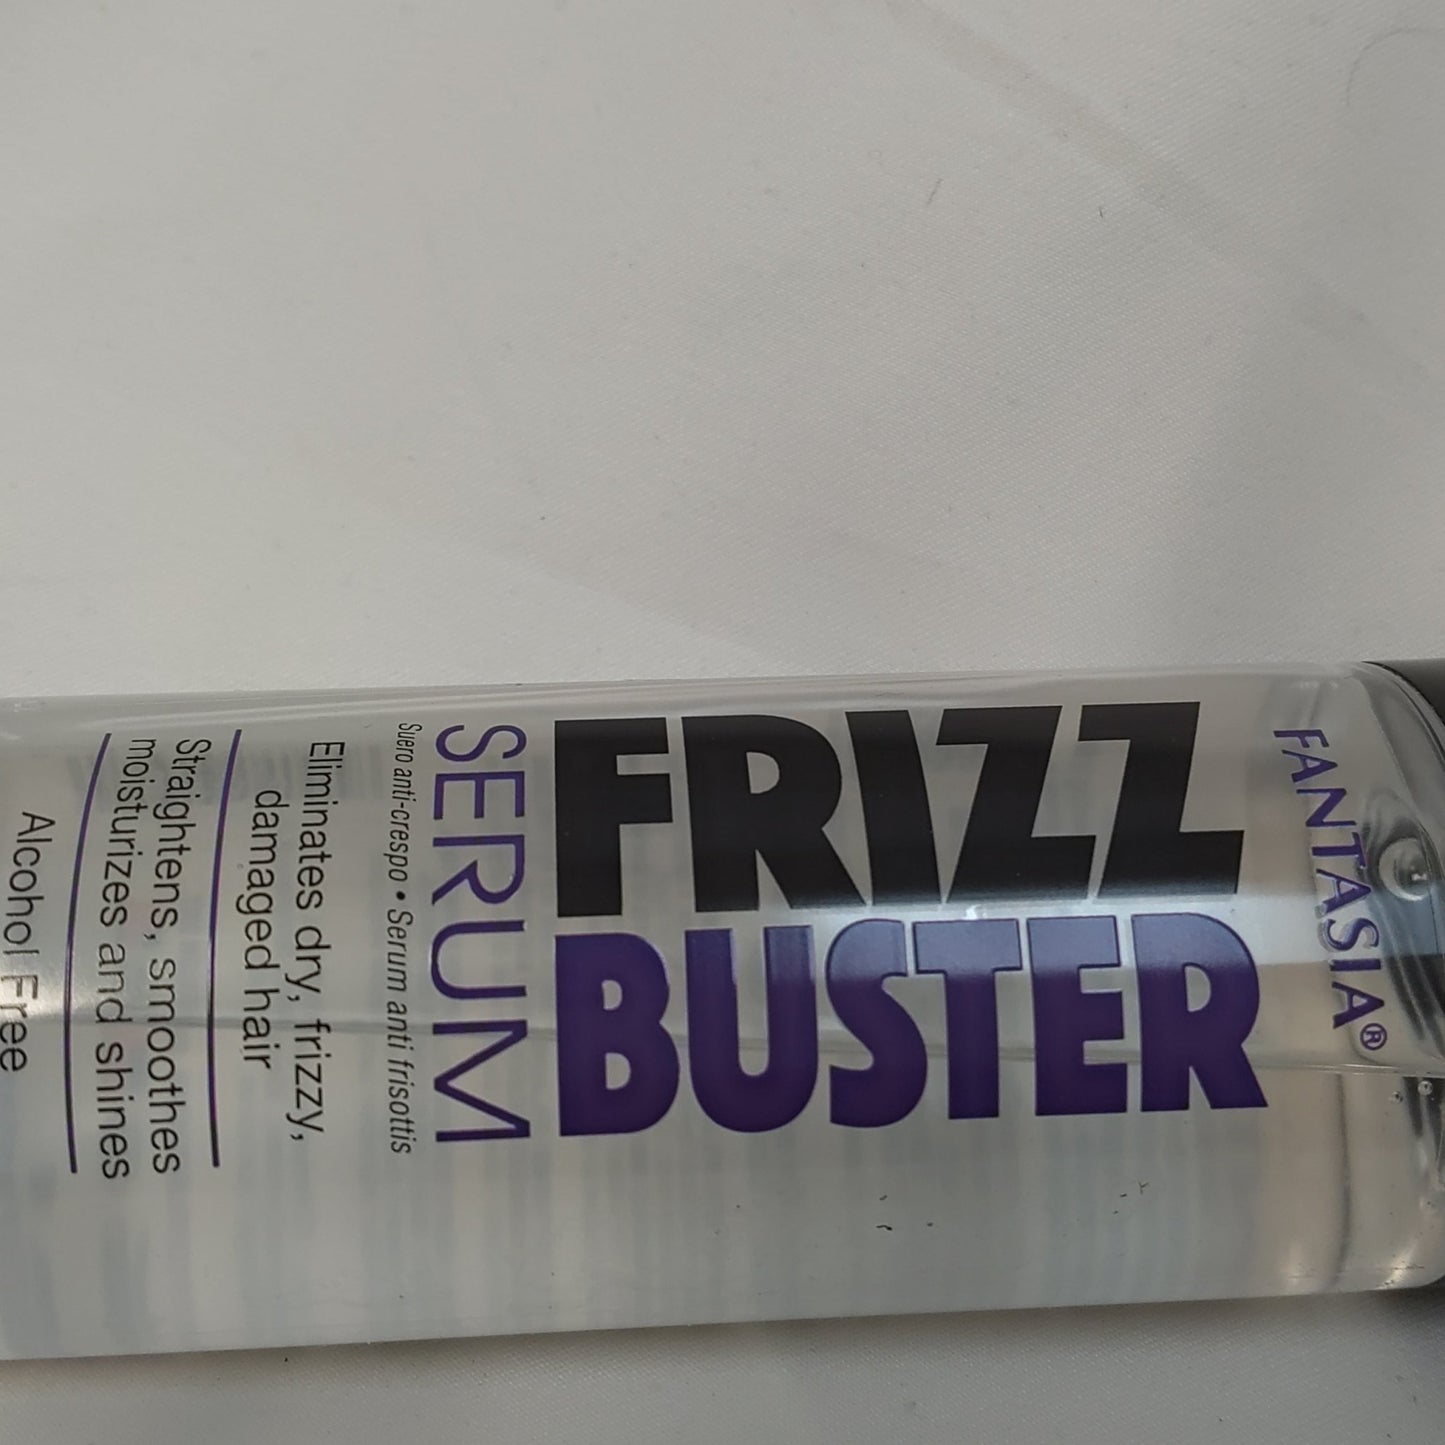 FANTASIA®
FRIZZ
BUSTER
SERUM
Suero anti-crespo • Serum anti frisottis
Eliminates dry, frizzy,
damaged hair
Straightens, smoothes
moisturizes and shines
Alcohol Free